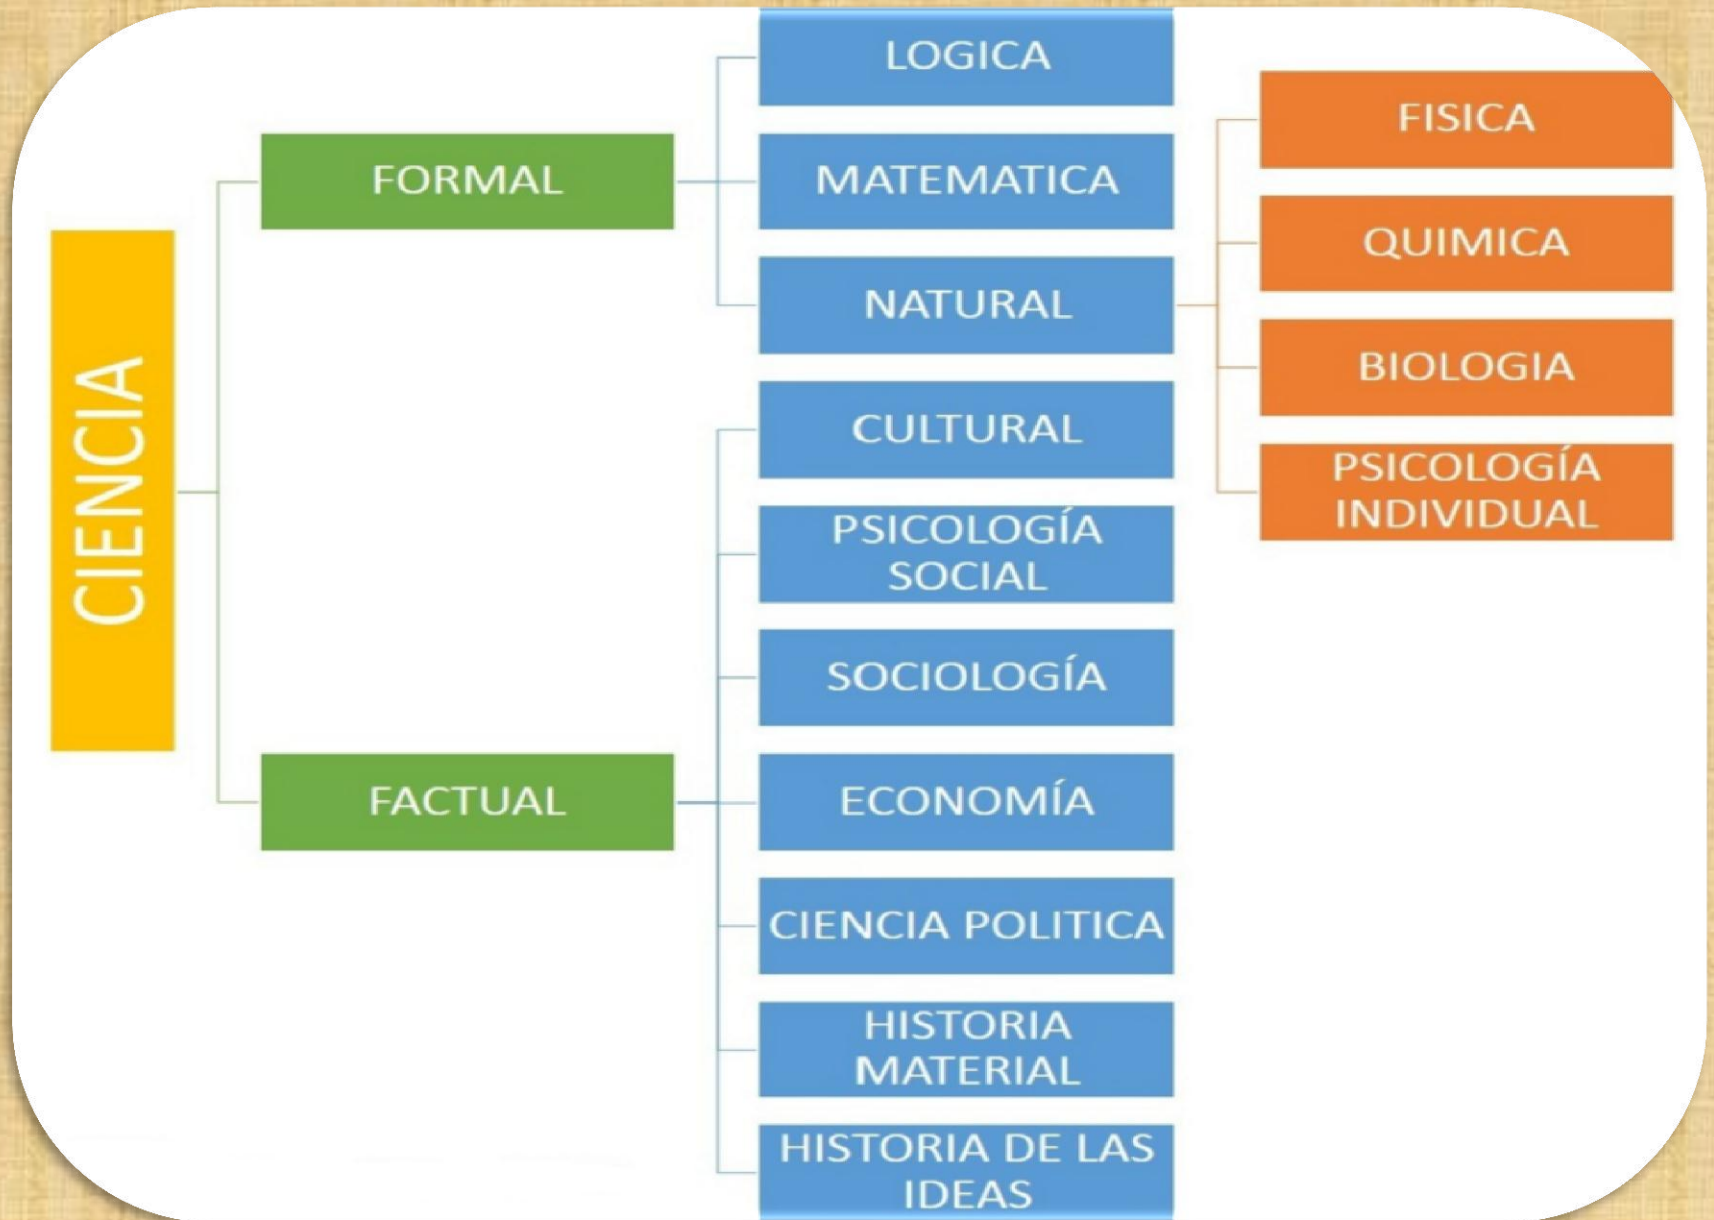 CIENCIA
FORMAL
FACTUAL
LOGICA
MATEMATICA
NATURAL
CULTURAL
PSICOLOGÍA
SOCIAL
SOCIOLOGÍA
ECONOMÍA
CIENCIA POLITICA
HISTORIA
MATERIAL
HISTORIA DE LAS
IDEAS
FISICA
QUIMICA
BIOLOGIA
PSICOLOGÍA
INDIVIDUAL